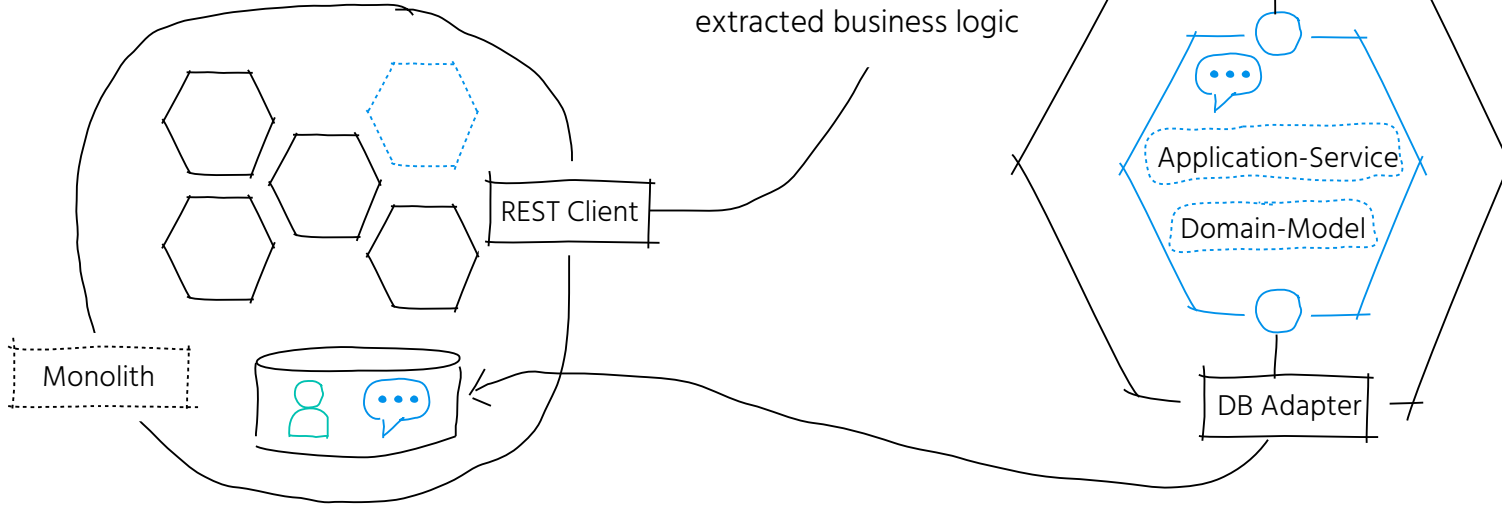 extracted business logic
Application-Service
REST Client
Domain-Model
Monolith
DB Adapter